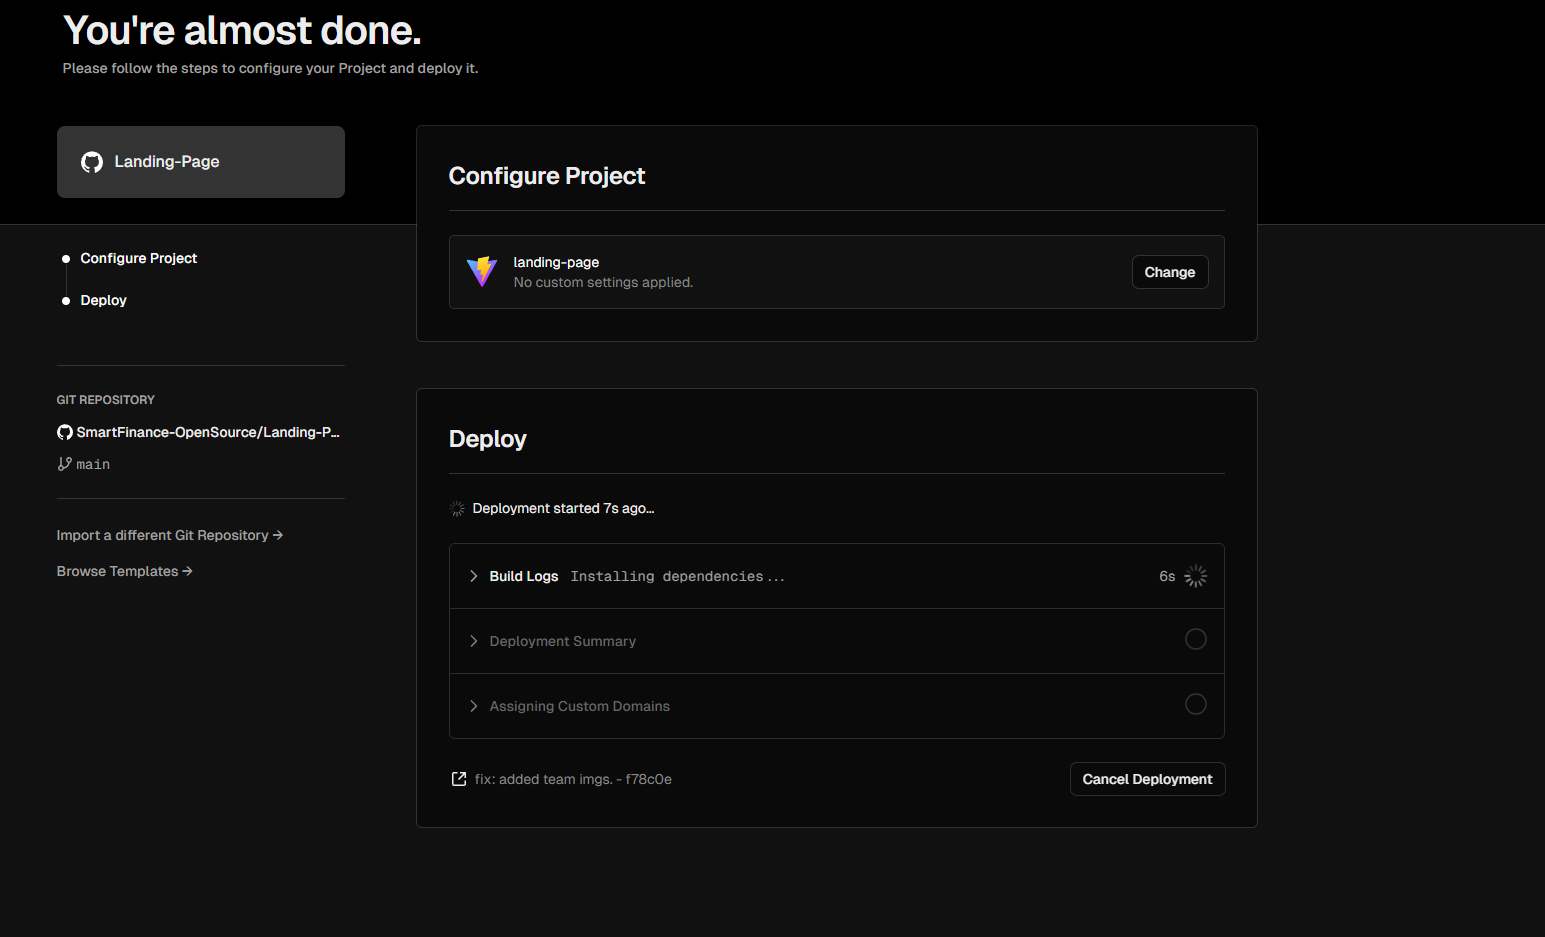 You're almost done.
Please follow the steps to configure your Project and deploy it.
Landing-Page
Configure Project
Deploy
GIT REPOSITORY
SmartFinance-OpenSource/Landing-P...
main
Import a different Git Repository →
Browse Templates →
Configure Project
landing-page
No custom settings applied.
Change
Deploy
Deployment started 7s ago...
Build Logs Installing dependencies... 6s
Deployment Summary
Assigning Custom Domains
fix: added team imgs. - f78c0e
Cancel Deployment